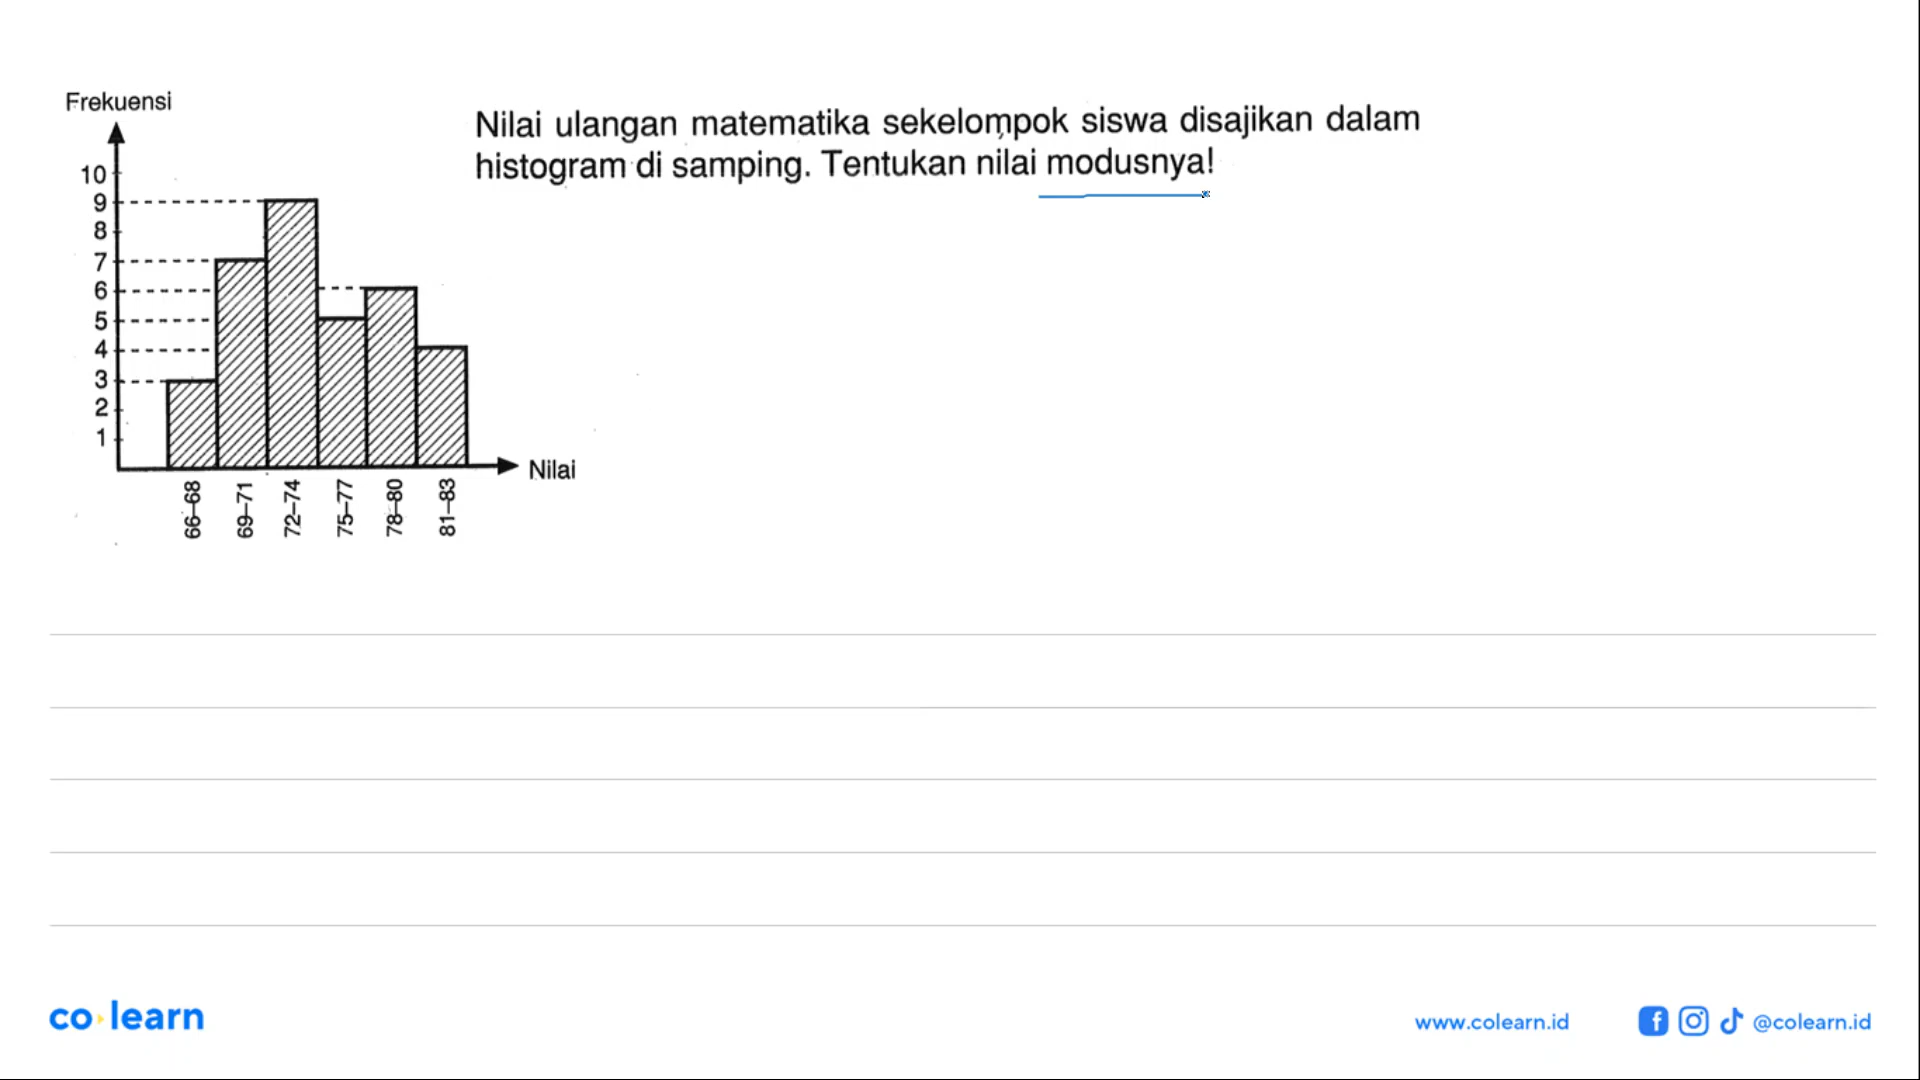 Frekuensi
Nilai ulangan matematika sekelompok siswa disajikan dalam
histogram di samping. Tentukan nilai modusnya!
10
9
8
7
6
5
4
3
2
1
Nilai
66–68
69–71
72–74
75–77
78–80
81–83
co learn
www.colearn.id
@colearn.id